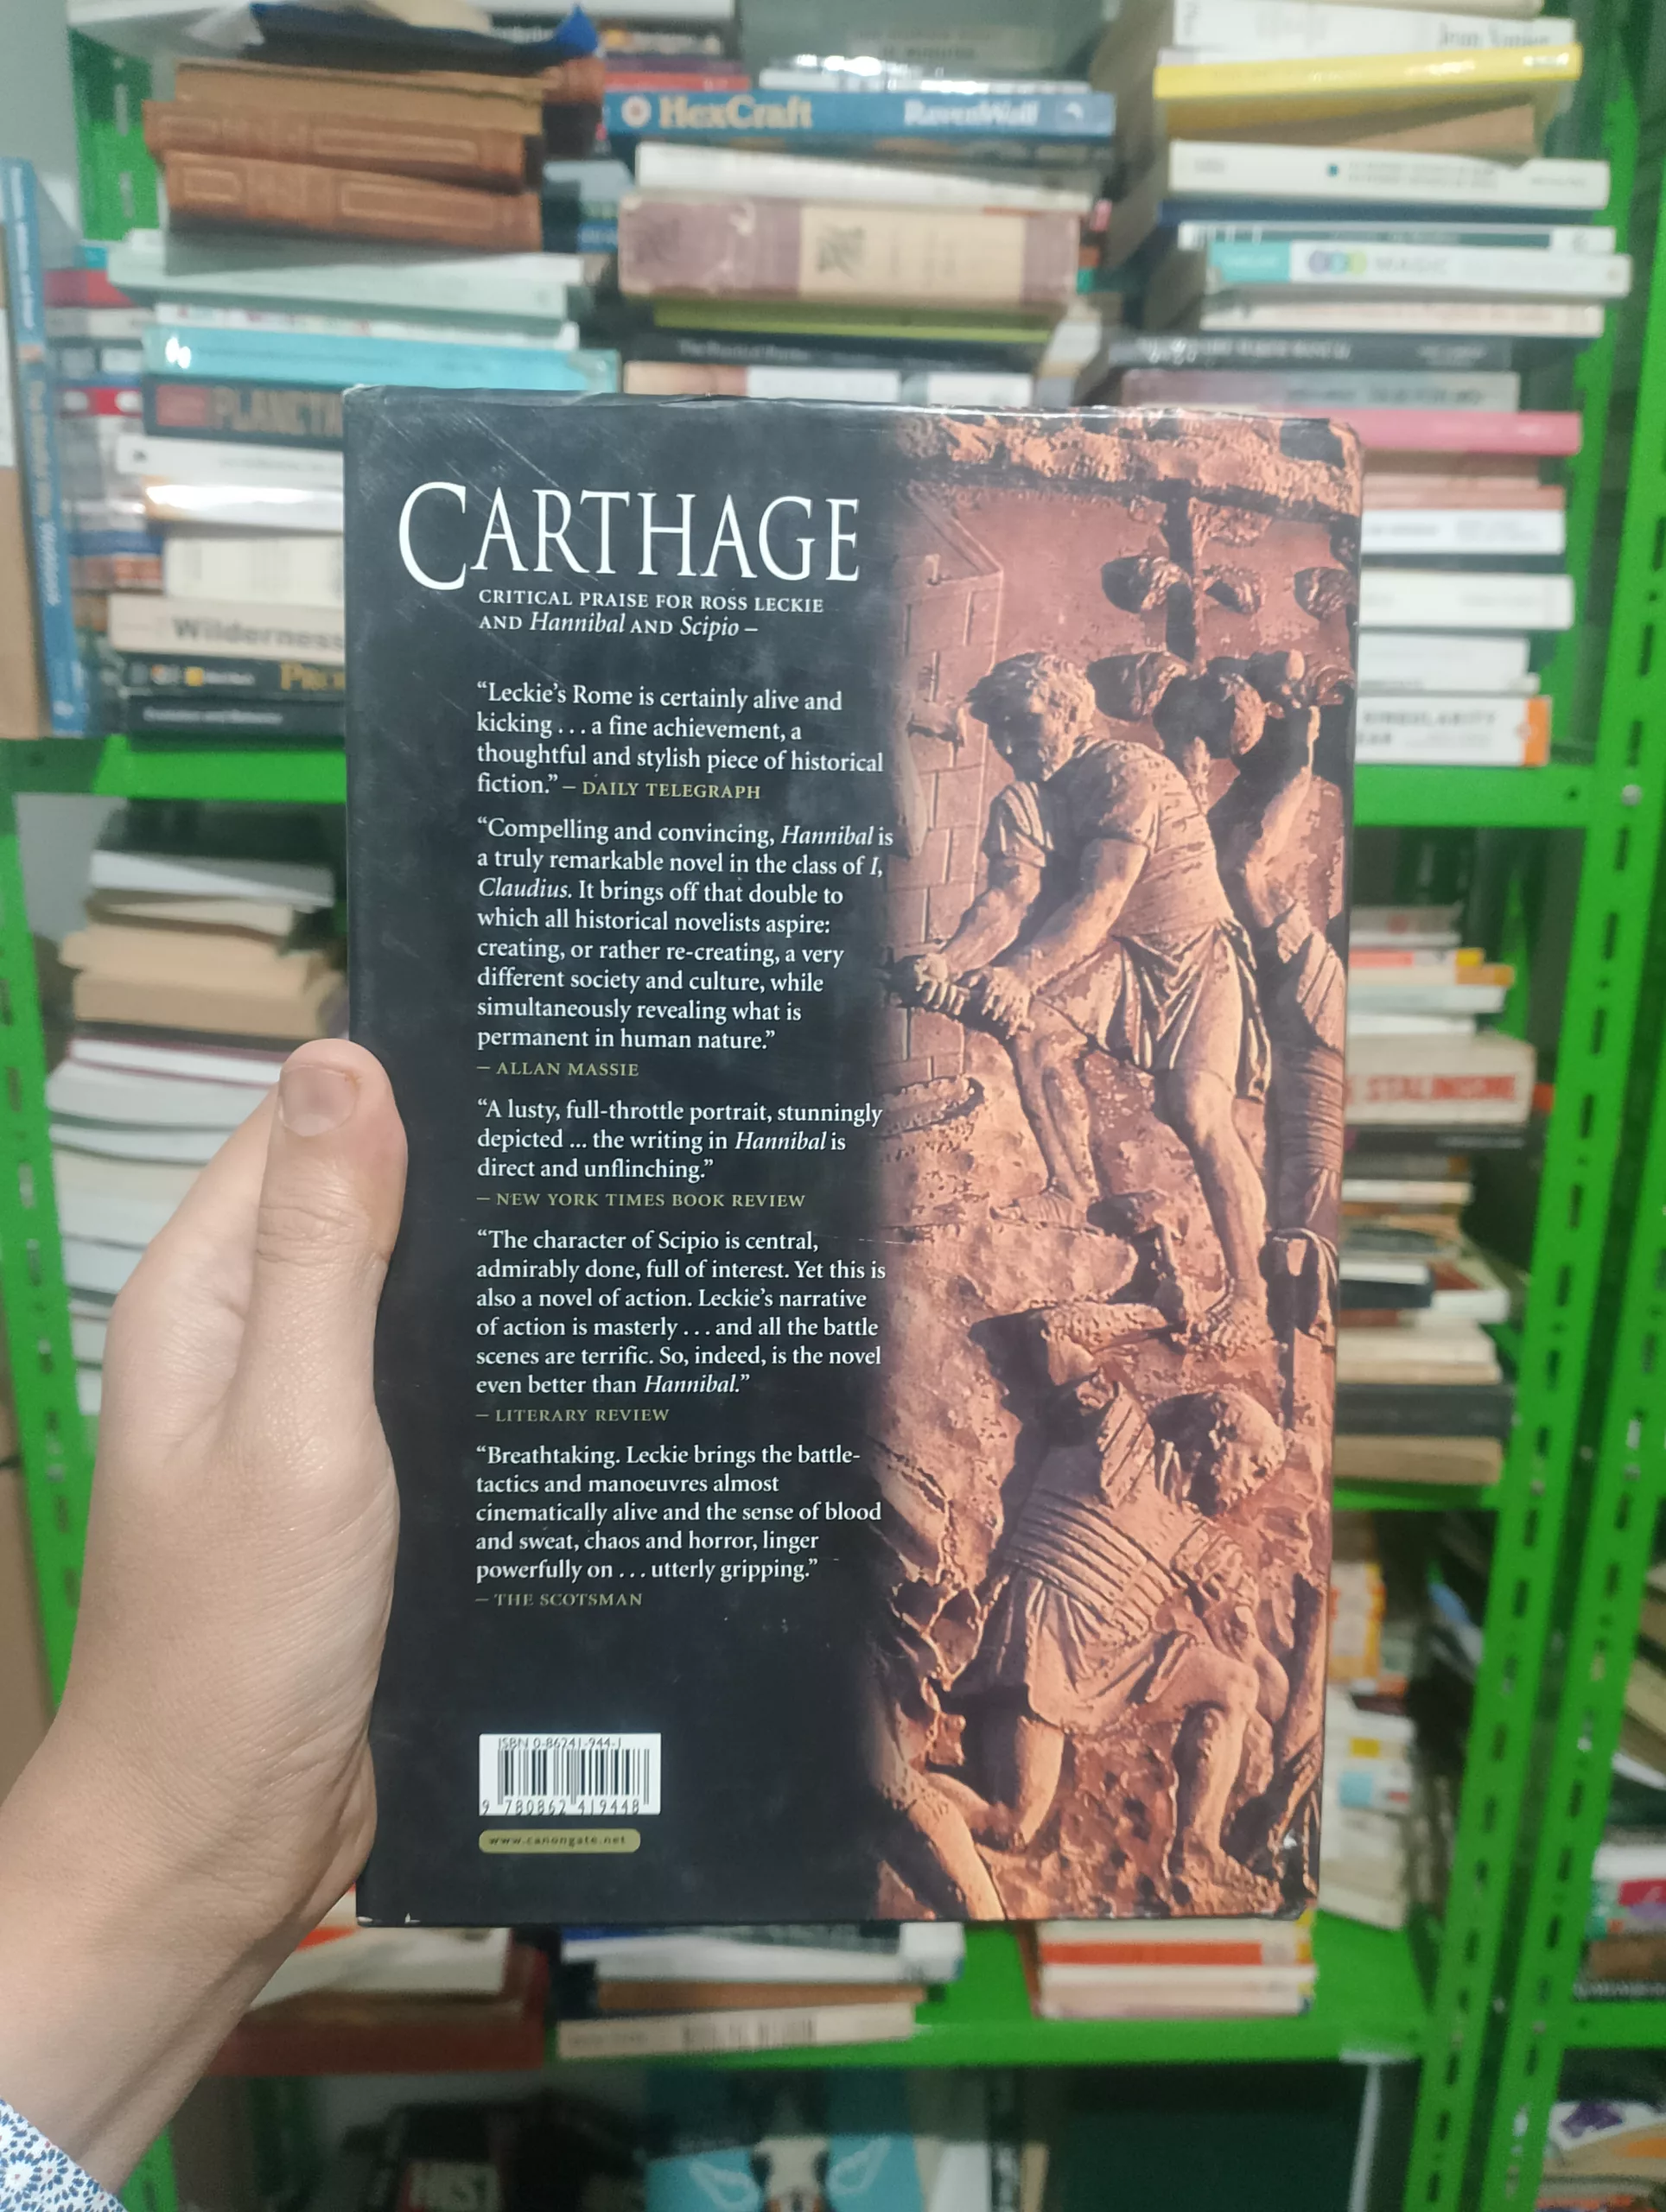 HexCraft RavenWolf
MAGIC
Wilderness
SINGULARITY
STALINISME
CARTHAGE
CRITICAL PRAISE FOR ROSS LECKIE
AND Hannibal AND Scipio –
“Leckie’s Rome is certainly alive and
kicking . . . a fine achievement, a
thoughtful and stylish piece of historical
fiction.” – DAILY TELEGRAPH
“Compelling and convincing, Hannibal is
a truly remarkable novel in the class of I,
Claudius. It brings off that double to
which all historical novelists aspire:
creating, or rather re-creating, a very
different society and culture, while
simultaneously revealing what is
permanent in human nature.”
– ALLAN MASSIE
“A lusty, full-throttle portrait, stunningly
depicted ... the writing in Hannibal is
direct and unflinching.”
– NEW YORK TIMES BOOK REVIEW
“The character of Scipio is central,
admirably done, full of interest. Yet this is
also a novel of action. Leckie’s narrative
of action is masterly . . . and all the battle
scenes are terrific. So, indeed, is the novel
even better than Hannibal.”
– LITERARY REVIEW
“Breathtaking. Leckie brings the battle-
tactics and manoeuvres almost
cinematically alive and the sense of blood
and sweat, chaos and horror, linger
powerfully on . . . utterly gripping.”
– THE SCOTSMAN
ISBN 0-86241-944-1
9 780862 419448
www.canongate.net